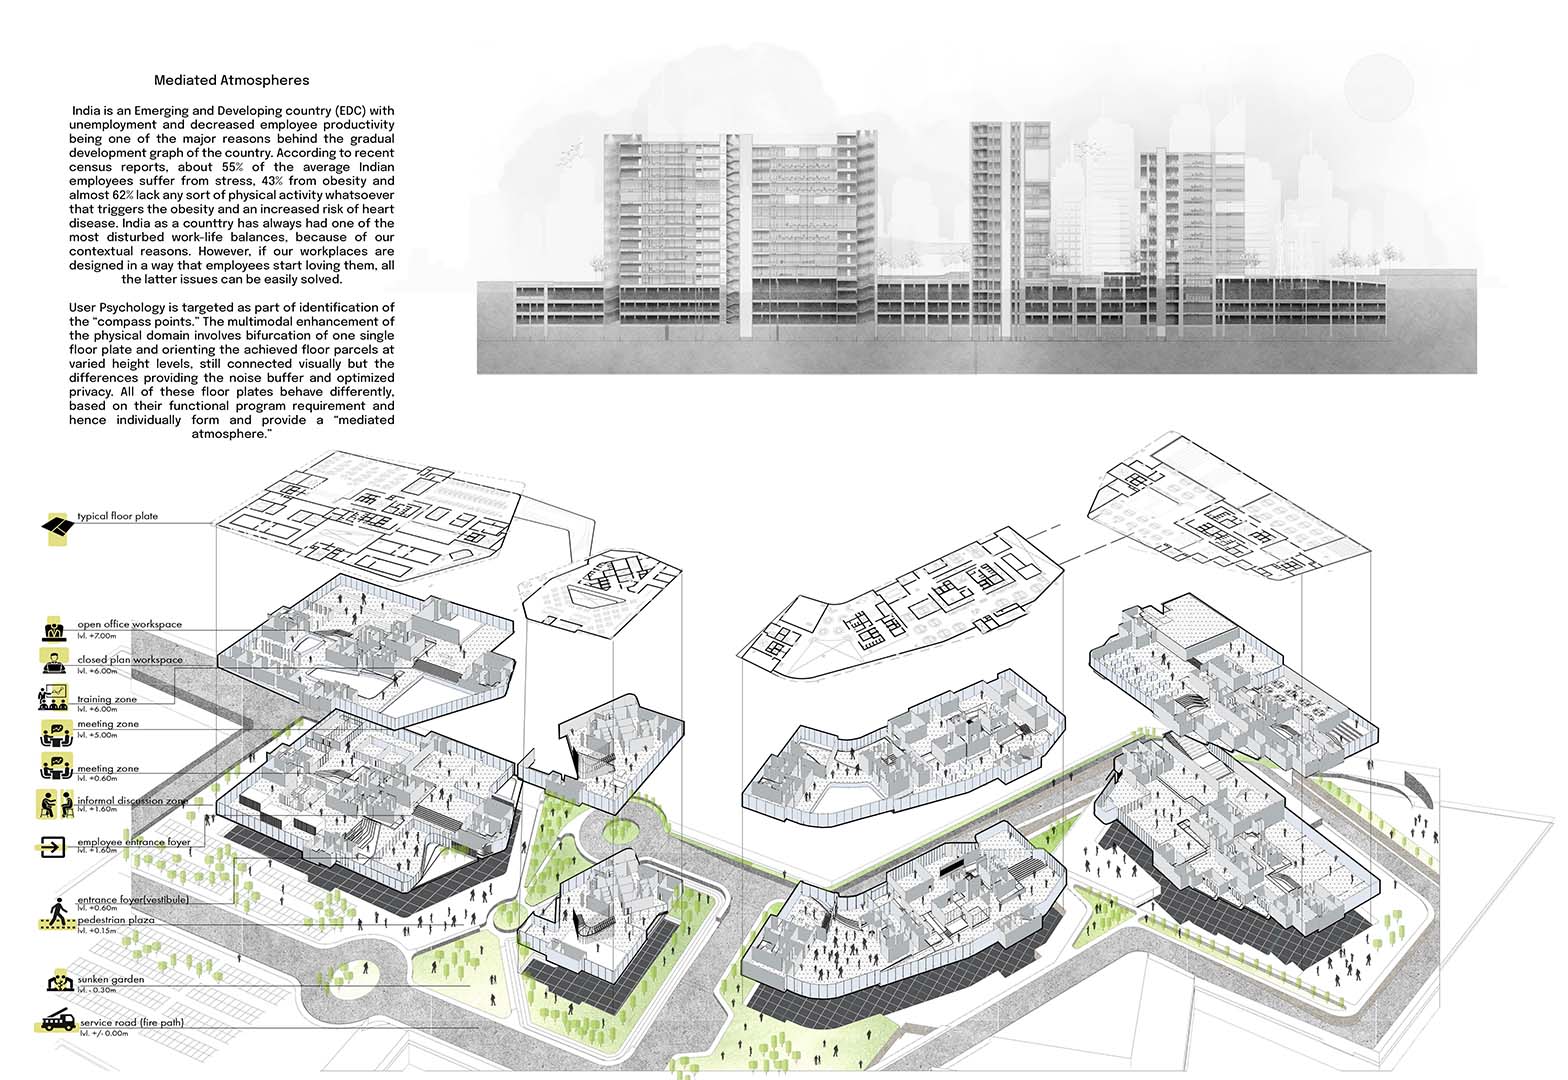 Mediated Atmospheres
India is an Emerging and Developing country (EDC) with
unemployment and decreased employee productivity
being one of the major reasons behind the gradual
development graph of the country. According to recent
census reports, about 55% of the average Indian
employees suffer from stress, 43% from obesity and
almost 62% lack any sort of physical activity whatsoever
that triggers the obesity and an increased risk of heart
disease. India as a counttry has always had one of the
most disturbed work-life balances, because of our
contextual reasons. However, if our workplaces are
designed in a way that employees start loving them, all
the latter issues can be easily solved.
User Psychology is targeted as part of identification of
the “compass points.” The multimodal enhancement of
the physical domain involves bifurcation of one single
floor plate and orienting the achieved floor parcels at
varied height levels, still connected visually but the
differences providing the noise buffer and optimized
privacy. All of these floor plates behave differently,
based on their functional program requirement and
hence individually form and provide a “mediated
atmosphere.”
typical floor plate
open office workspace
lvl. +7.00m
closed plan workspace
lvl. +6.00m
training zone
lvl. +6.00m
meeting zone
lvl. +5.00m
meeting zone
lvl. +0.60m
informal discussion zone
lvl. +1.60m
employee entrance foyer
lvl. +1.60m
entrance foyer(vestibule)
lvl. +0.60m
pedestrian plaza
lvl. +0.15m
sunken garden
lvl. - 0.30m
service road (fire path)
lvl. +/- 0.00m